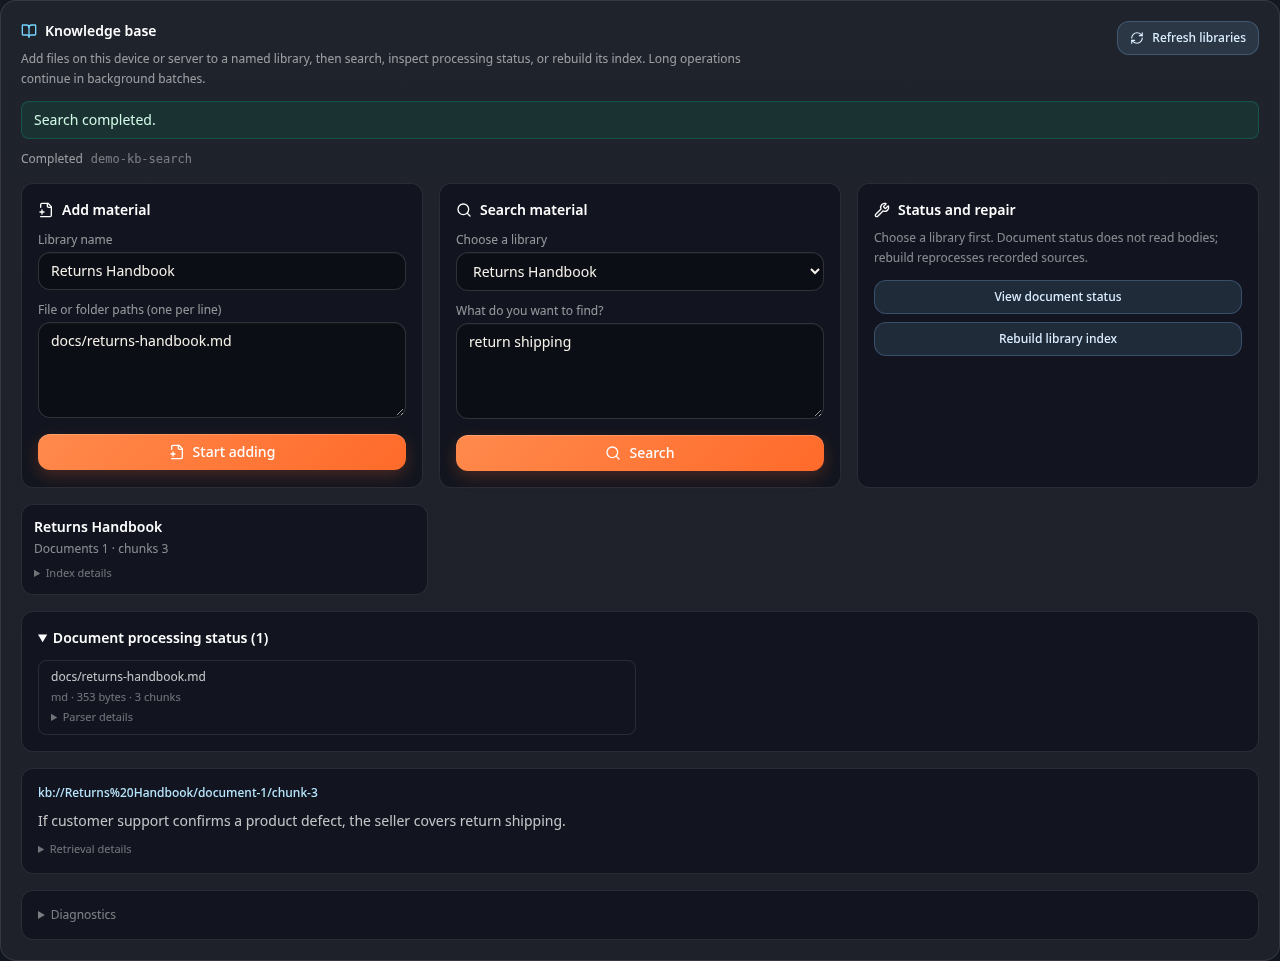 Knowledge base
Refresh libraries
Add files on this device or server to a named library, then search, inspect processing status, or rebuild its index. Long operations
continue in background batches.
Search completed.
Completed demo-kb-search
Add material
Library name
Returns Handbook
File or folder paths (one per line)
docs/returns-handbook.md
Start adding
Search material
Choose a library
Returns Handbook
What do you want to find?
return shipping
Search
Status and repair
Choose a library first. Document status does not read bodies;
rebuild reprocesses recorded sources.
View document status
Rebuild library index
Returns Handbook
Documents 1 · chunks 3
Index details
Document processing status (1)
docs/returns-handbook.md
md · 353 bytes · 3 chunks
Parser details
kb://Returns%20Handbook/document-1/chunk-3
If customer support confirms a product defect, the seller covers return shipping.
Retrieval details
Diagnostics